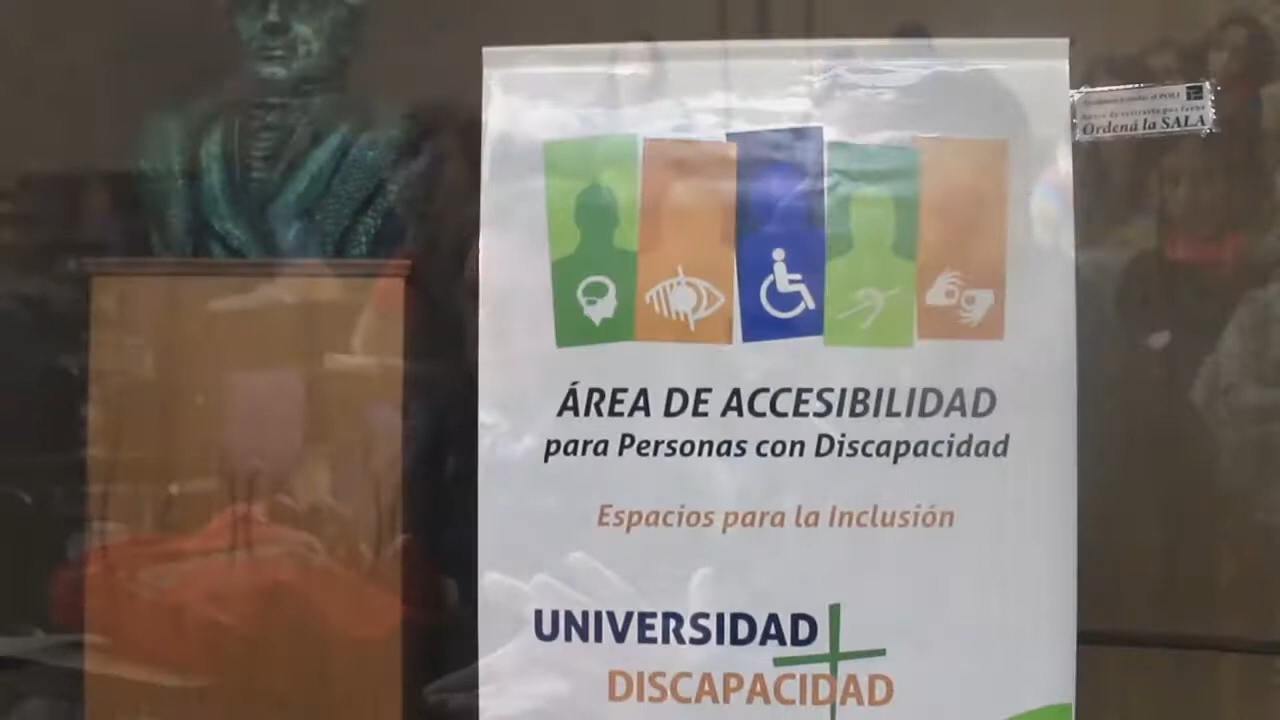 ÁREA DE ACCESIBILIDAD
para Personas con Discapacidad
Espacios para la Inclusión
UNIVERSIDAD
DISCAPACIDAD
Ordená la SALA